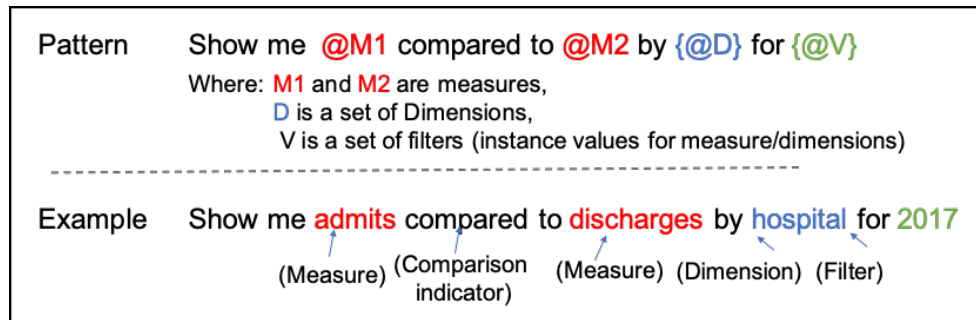 Pattern Show me @M1 compared to @M2 by {@D} for {@V}
Where: M1 and M2 are measures,
D is a set of Dimensions,
V is a set of filters (instance values for measure/dimensions)
Example Show me admits compared to discharges by hospital for 2017
(Measure) (Comparison indicator) (Measure) (Dimension) (Filter)